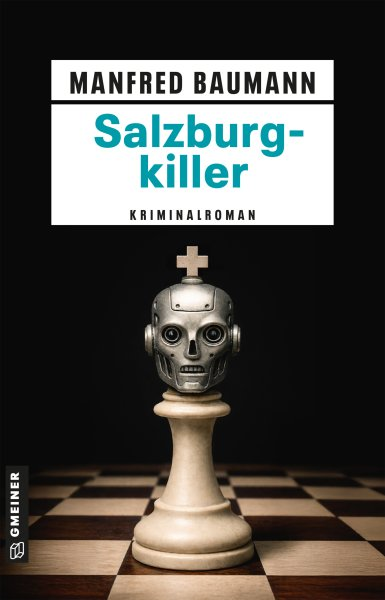 MANFRED BAUMANN
Salzburg-
killer
KRIMINALROMAN
GMEINER